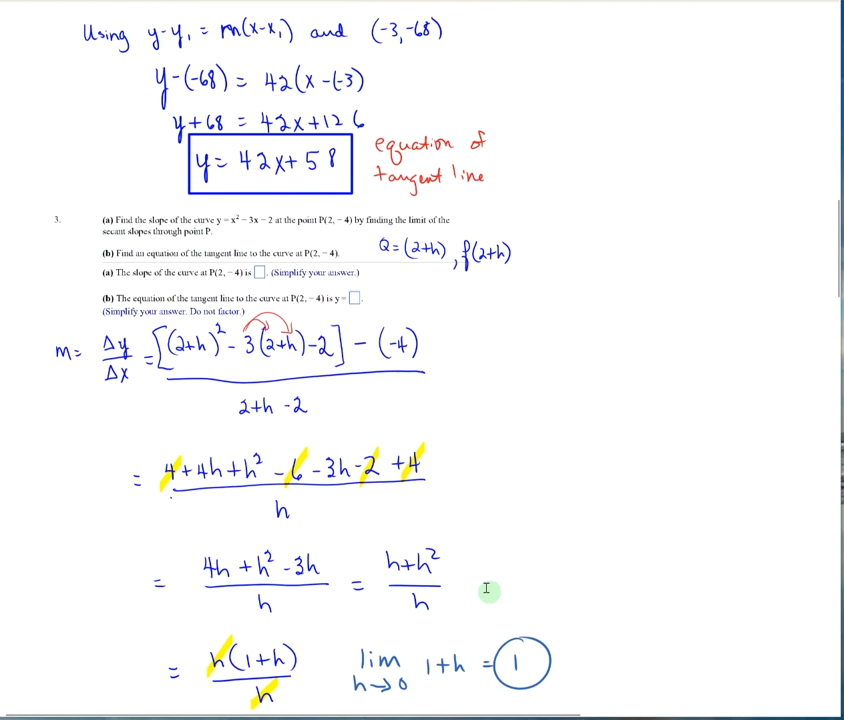 Using y-y₁ = m(x-x₁) and (-3,-68)
y-(-68) = 42(x-(-3)
y+68 = 42x+126
y = 42x+58
equation of
tangent line
3. (a) Find the slope of the curve y = x² − 3x − 2 at the point P(2, − 4) by finding the limit of the
secant slopes through point P.
Q = (2+h), f(2+h)
(b) Find an equation of the tangent line to the curve at P(2, − 4).
(a) The slope of the curve at P(2, − 4) is □. (Simplify your answer.)
(b) The equation of the tangent line to the curve at P(2, − 4) is y = □.
(Simplify your answer. Do not factor.)
m = Δy/Δx = [(2+h)² - 3(2+h) -2] - (-4)
2+h -2
= 4+4h+h² -6 -3h -2 +4
h
= 4h+h² -3h / h = h+h² / h
= h(1+h) / h lim h→0 1+h = 1